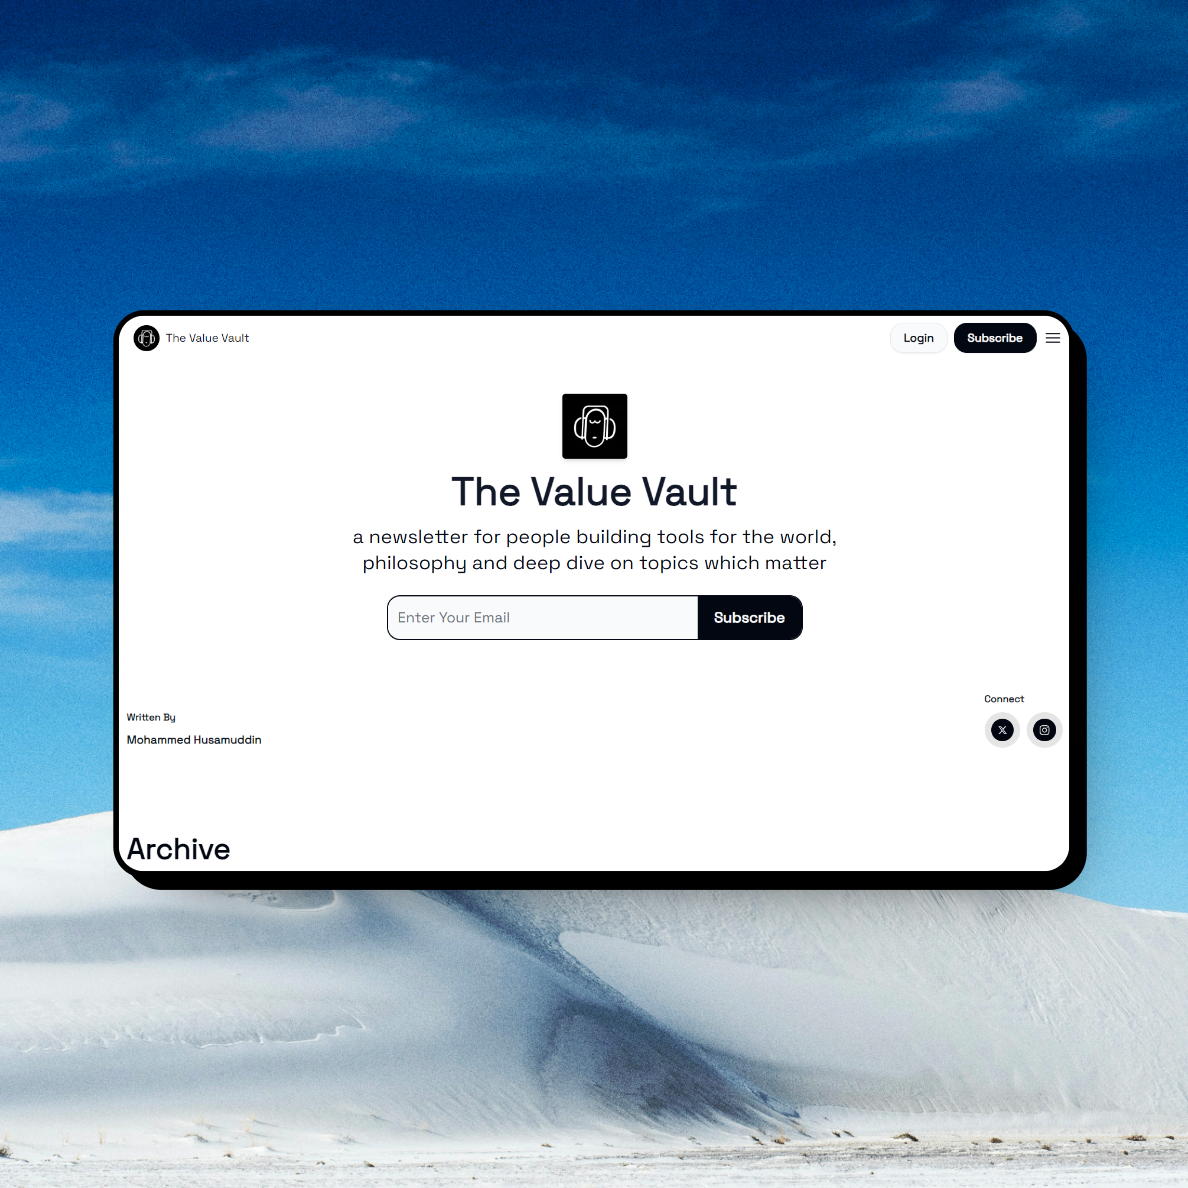 The Value Vault
Login
Subscribe
The Value Vault
a newsletter for people building tools for the world,
philosophy and deep dive on topics which matter
Enter Your Email
Subscribe
Connect
Written By
Mohammed Husamuddin
Archive